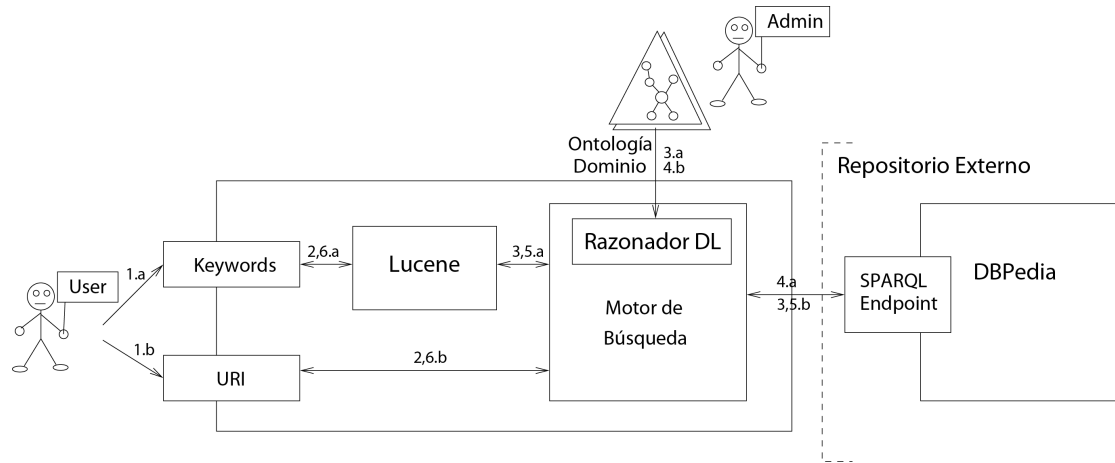 Admin
Ontología
Dominio
3.a
4.b
Repositorio Externo
User
1.a
1.b
Keywords
2,6.a
Lucene
3,5.a
Razonador DL
Motor de
Búsqueda
4.a
3,5.b
SPARQL
Endpoint
DBPedia
URI
2,6.b